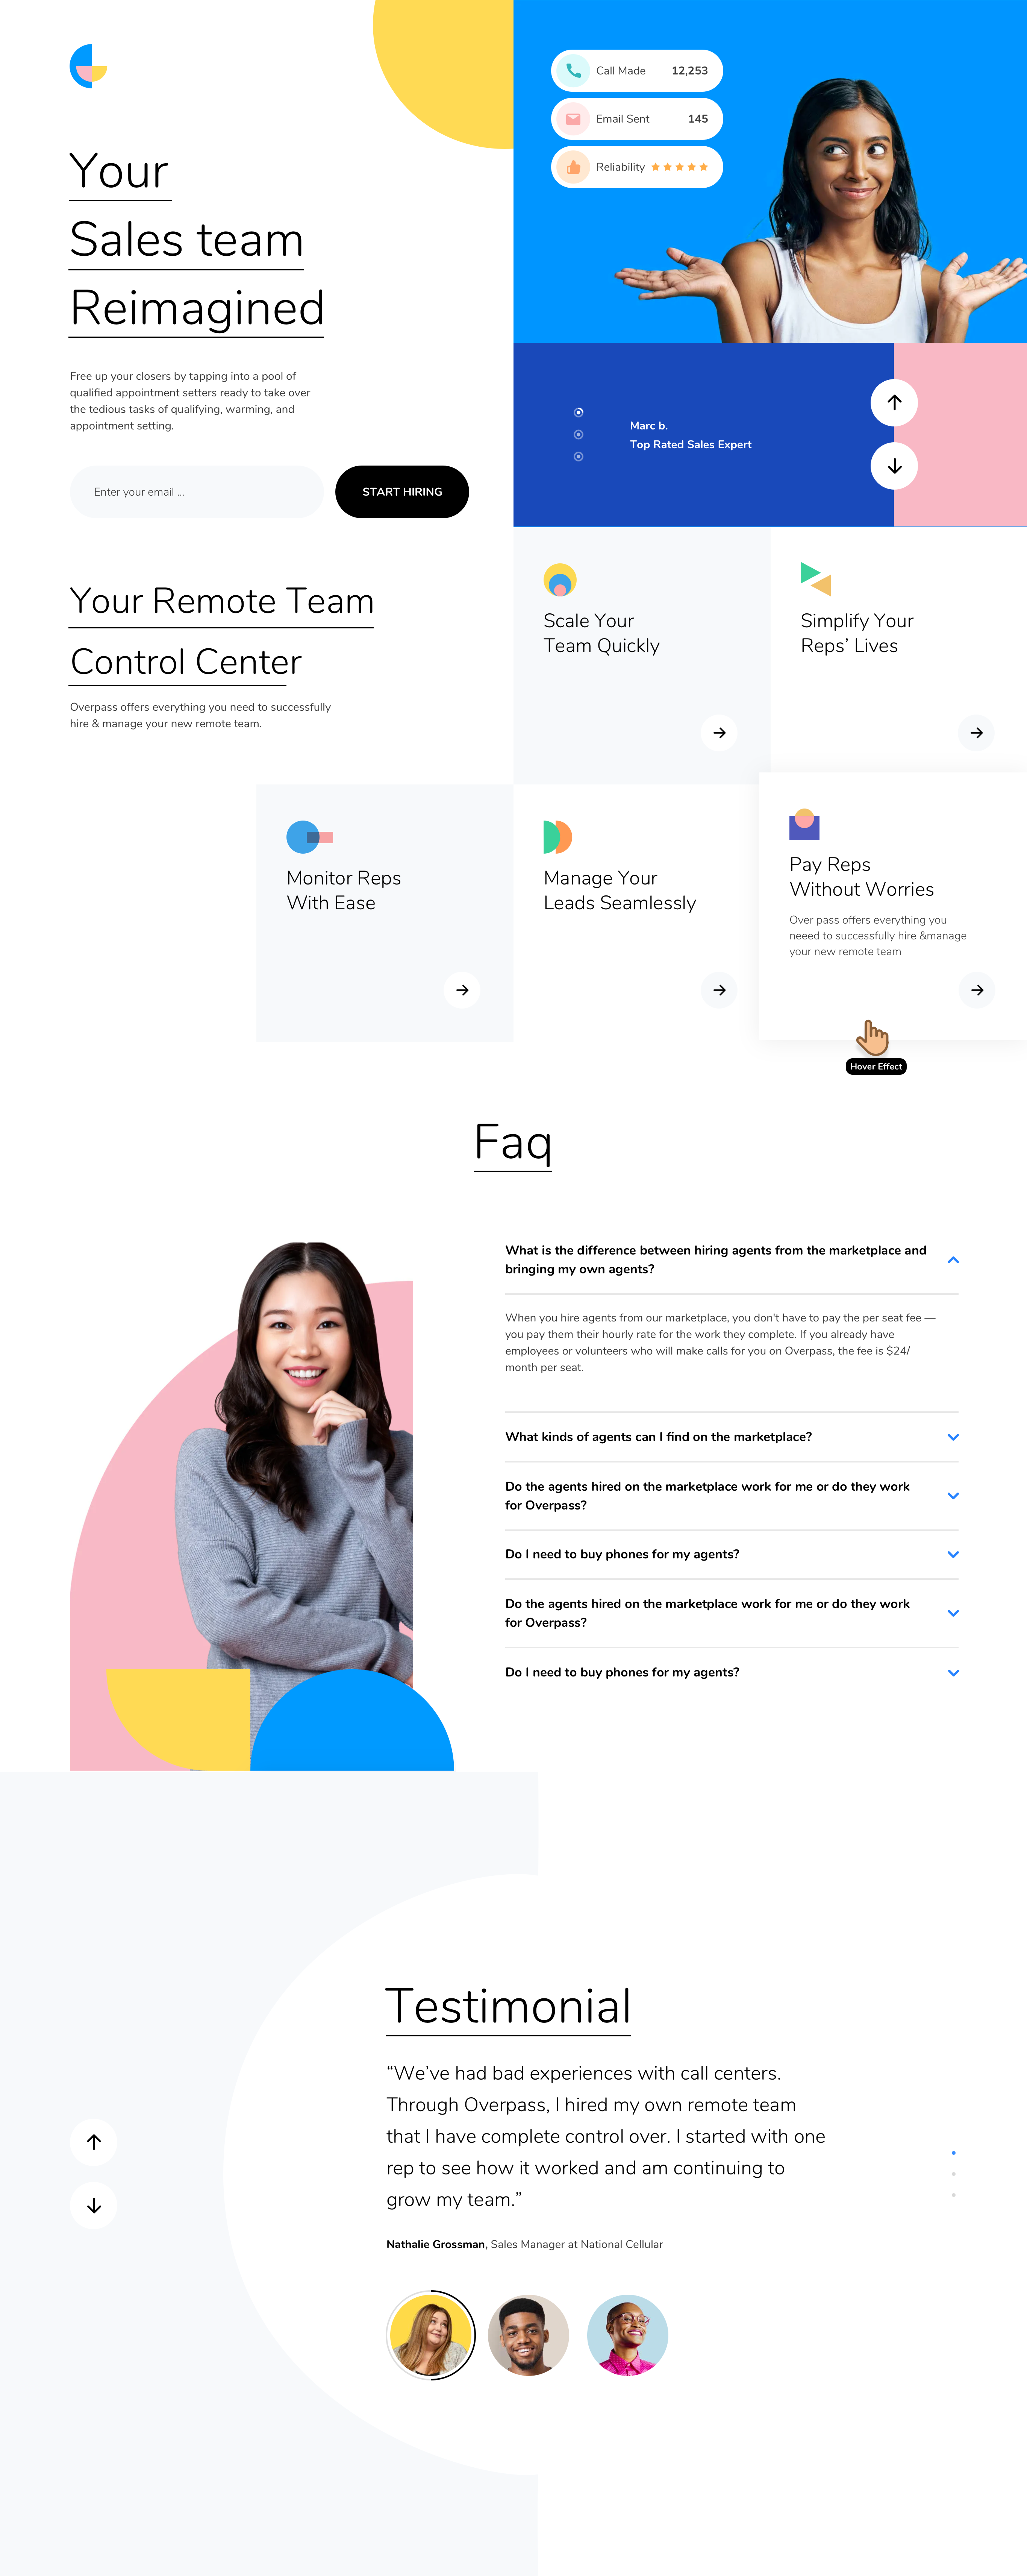 Your
Sales team
Reimagined
Free up your closers by tapping into a pool of
qualified appointment setters ready to take over
the tedious tasks of qualifying, warming, and
appointment setting.
Enter your email ...
START HIRING
Call Made 12,253
Email Sent 145
Reliability
Marc b.
Top Rated Sales Expert
Your Remote Team
Control Center
Overpass offers everything you need to successfully
hire & manage your new remote team.
Scale Your
Team Quickly
Simplify Your
Reps’ Lives
Monitor Reps
With Ease
Manage Your
Leads Seamlessly
Pay Reps
Without Worries
Over pass offers everything you
neeed to successfully hire &manage
your new remote team
Hover Effect
Faq
What is the difference between hiring agents from the marketplace and
bringing my own agents?
When you hire agents from our marketplace, you don't have to pay the per seat fee —
you pay them their hourly rate for the work they complete. If you already have
employees or volunteers who will make calls for you on Overpass, the fee is $24/
month per seat.
What kinds of agents can I find on the marketplace?
Do the agents hired on the marketplace work for me or do they work
for Overpass?
Do I need to buy phones for my agents?
Do the agents hired on the marketplace work for me or do they work
for Overpass?
Do I need to buy phones for my agents?
Testimonial
“We’ve had bad experiences with call centers.
Through Overpass, I hired my own remote team
that I have complete control over. I started with one
rep to see how it worked and am continuing to
grow my team.”
Nathalie Grossman, Sales Manager at National Cellular